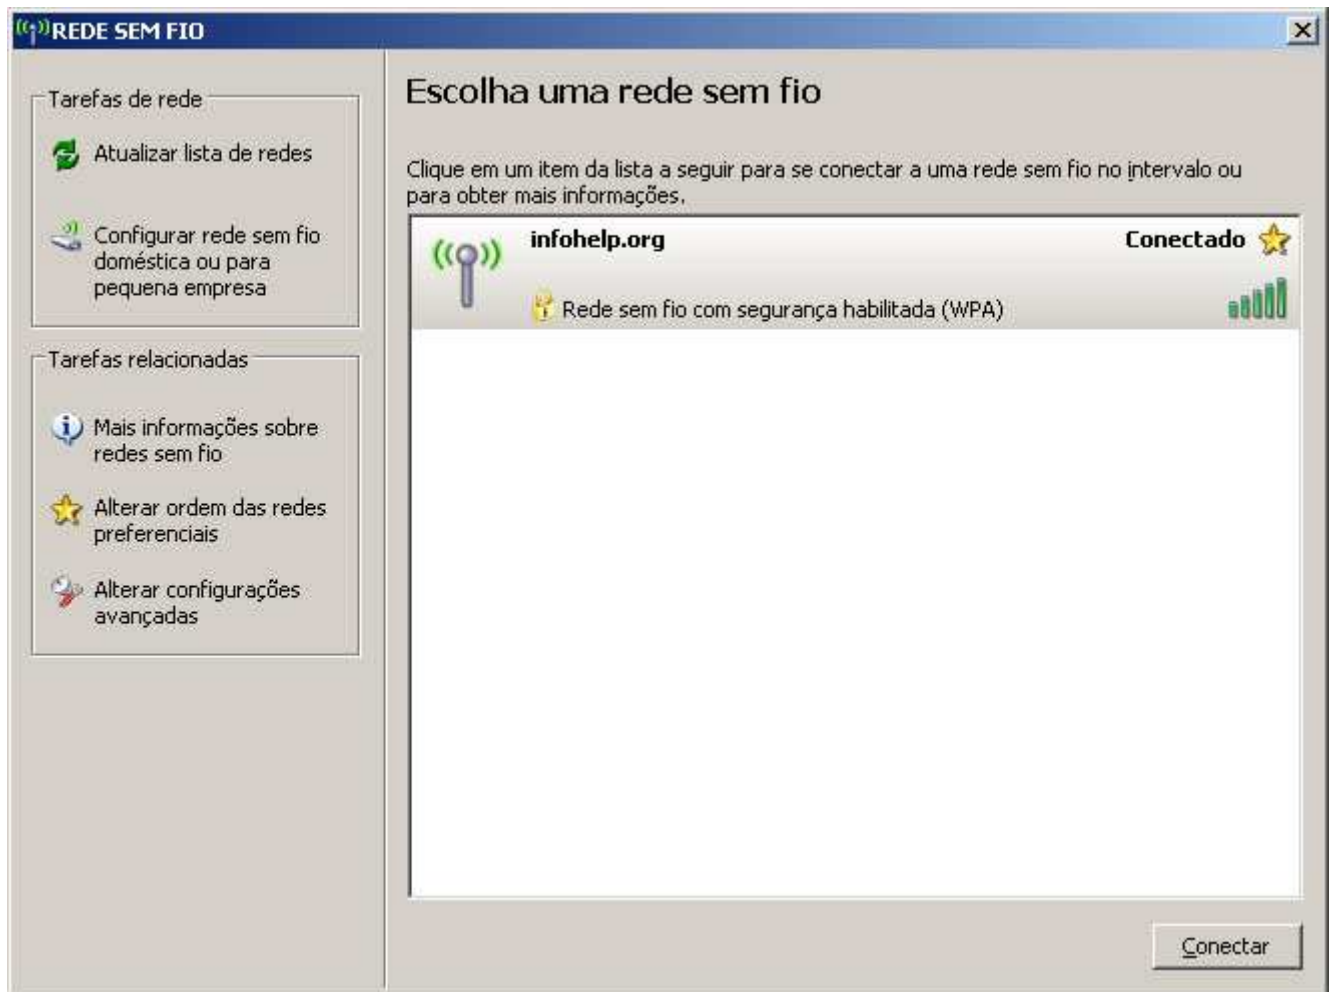 REDE SEM FIO
Tarefas de rede
Atualizar lista de redes
Configurar rede sem fio
doméstica ou para
pequena empresa
Tarefas relacionadas
Mais informações sobre
redes sem fio
Alterar ordem das redes
preferenciais
Alterar configurações
avançadas
Escolha uma rede sem fio
Clique em um item da lista a seguir para se conectar a uma rede sem fio no intervalo ou
para obter mais informações.
infohelp.org Conectado
Rede sem fio com segurança habilitada (WPA)
Conectar